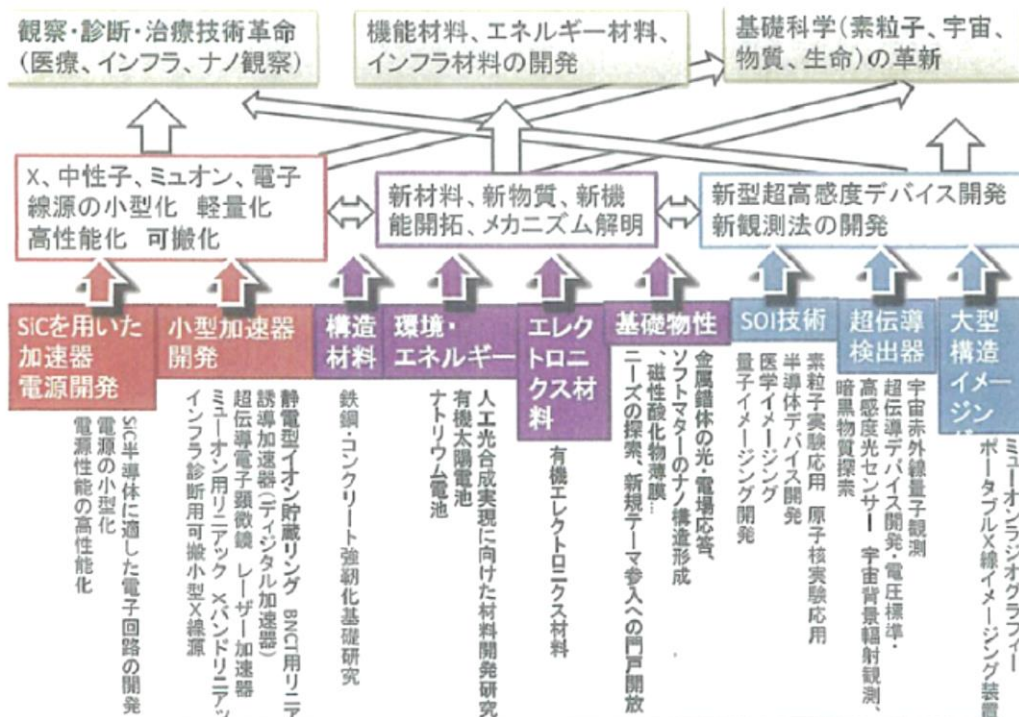 観察・診断・治療技術革命
(医療、インフラ、ナノ観察)
機能材料、エネルギー材料、
インフラ材料の開発
基礎科学(素粒子、宇宙、
物質、生命)の革新
X、中性子、ミュオン、電子
線源の小型化 軽量化
高性能化 可搬化
新材料、新物質、新機
能開拓、メカニズム解明
新型超高感度デバイス開発
新観測法の開発
SiCを用いた
加速器
電源開発
小型加速器
開発
構造
材料
環境・
エネルギー
エレク
トロニ
クス材
料
基礎物性
SOI技術
超伝導
検出器
大型
構造
イメー
ジング
SiC半導体に適した電子回路の開発
電源の小型化
電源性能の高性能化
静電型イオン貯蔵リング BNCT用リニア
誘導加速器(ディジタル加速器)
超伝導電子顕微鏡 レーザー加速器
ミューオン用リニアック Xバンドリニアッ
インフラ診断用可搬小型X線源
鉄鋼・コンクリート強靭化基礎研究
人工光合成実現に向けた材料開発研究
有機太陽電池
ナトリウム電池
有機エレクトロニクス材料
金属錯体の光・電場応答、
ソフトマターのナノ構造形成
、磁性酸化物薄膜…
ニーズの探索、新規テーマ参入への門戸開放
素粒子実験応用 原子核実験応用
半導体デバイス開発
医学イメージング
量子イメージング開発
宇宙赤外線量子観測
超伝導デバイス開発・電圧標準・
高感度光センサー 宇宙背景輻射観測、
暗黒物質探索
ミューオンラジオグラフィー
ポータブルX線イメージング装置